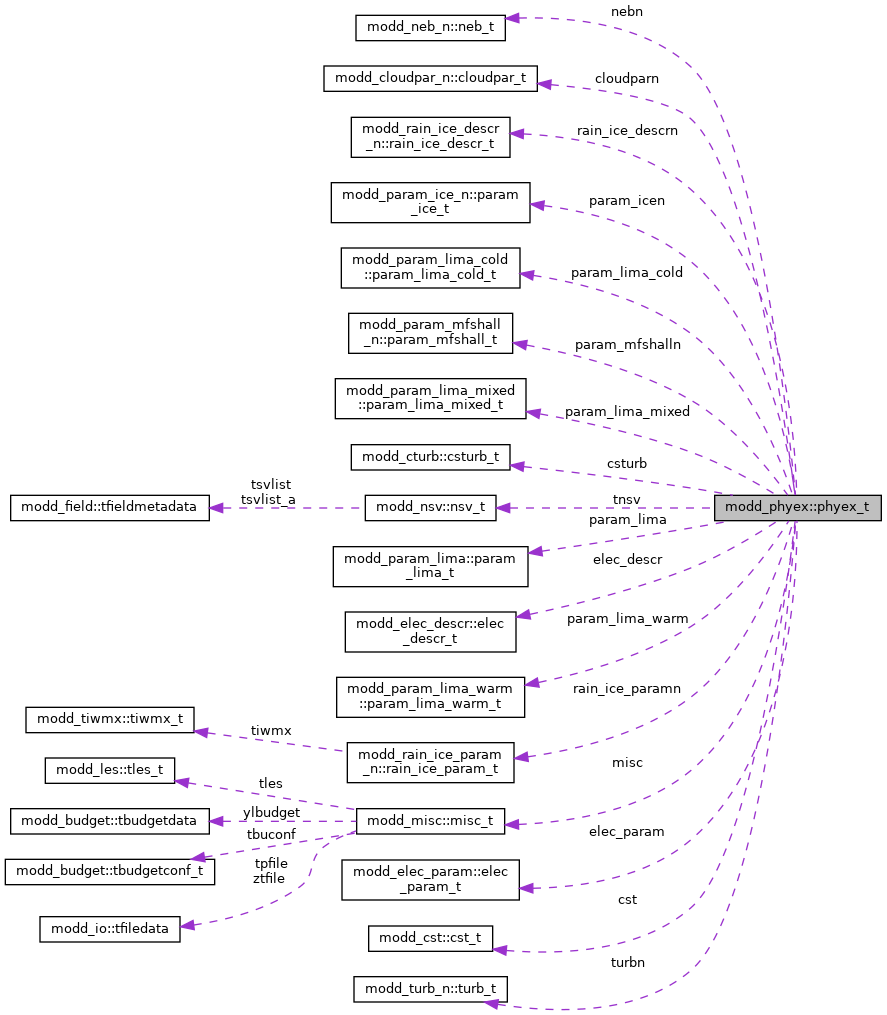 nebn
modd_neb_n::neb_t
cloudparn
modd_cloudpar_n::cloudpar_t
rain_ice_descrn
modd_rain_ice_descr
_n::rain_ice_descr_t
param_icen
modd_param_ice_n::param
_ice_t
param_lima_cold
modd_param_lima_cold
::param_lima_cold_t
param_mfshalln
modd_param_mfshall
_n::param_mfshall_t
param_lima_mixed
modd_param_lima_mixed
::param_lima_mixed_t
csturb
modd_cturb::csturb_t
tsvlist
tsvlist_a
tnsv
modd_field::tfieldmetadata
modd_nsv::nsv_t
modd_phyex::phyex_t
param_lima
modd_param_lima::param
_lima_t
elec_descr
modd_elec_descr::elec
_descr_t
param_lima_warm
modd_param_lima_warm
::param_lima_warm_t
rain_ice_paramn
modd_tiwmx::tiwmx_t
tiwmx
modd_rain_ice_param
_n::rain_ice_param_t
misc
modd_les::tles_t
tles
ylbudget
modd_budget::tbudgetdata
modd_misc::misc_t
tbuconf
modd_budget::tbudgetconf_t
tpfile
ztfile
elec_param
modd_elec_param::elec
_param_t
cst
modd_io::tfiledata
modd_cst::cst_t
turbn
modd_turb_n::turb_t